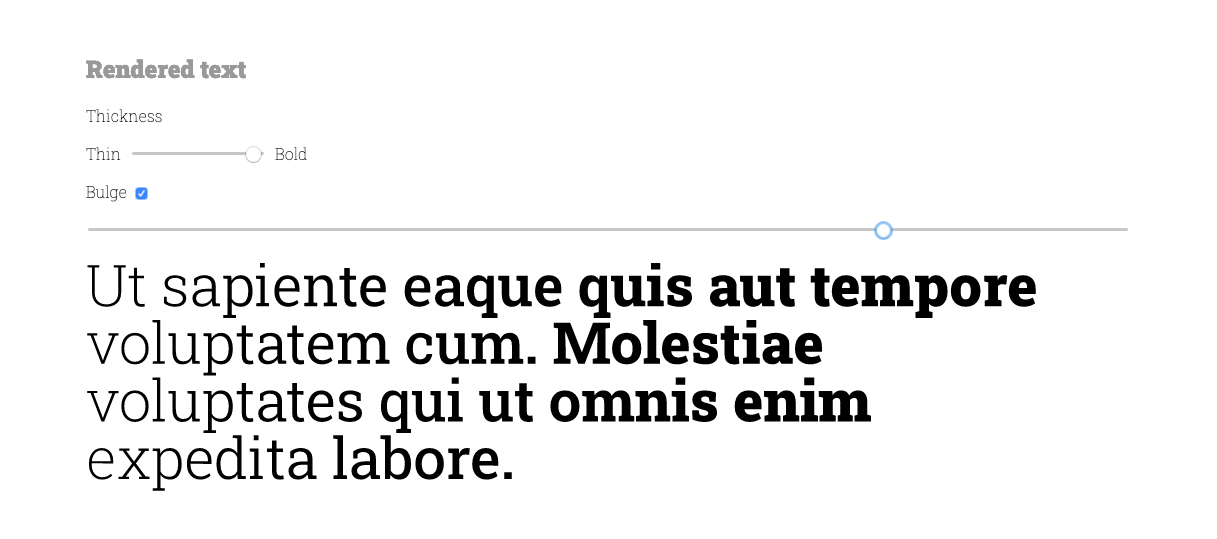 Rendered text
Thickness
Thin Bold
Bulge
Ut sapiente eaque quis aut tempore
voluptatem cum. Molestiae
voluptates qui ut omnis enim
expedita labore.